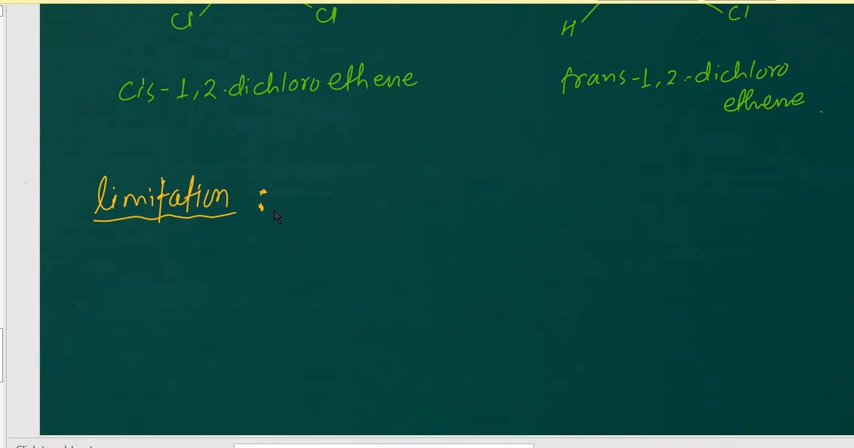 Cl Cl H Cl
cis-1,2-dichloro ethene
trans-1,2-dichloro
ethene
limitation :